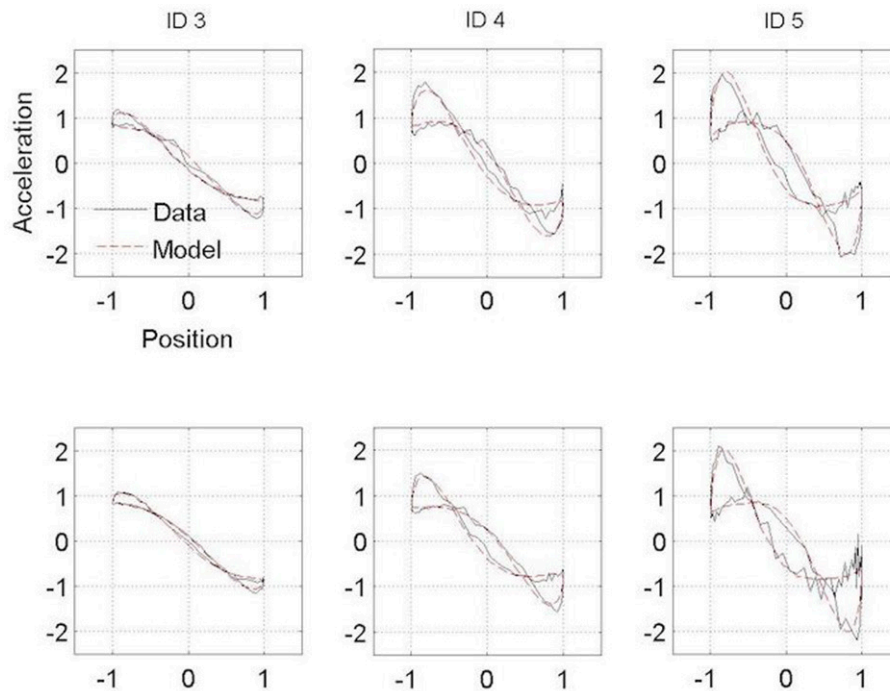 ID 3 ID 4 ID 5
2 2 2
1 1 1
0 0 0
-1 -1 -1
-2 -2 -2
Acceleration
Data
Model
-1 0 1 -1 0 1 -1 0 1
Position
2 2 2
1 1 1
0 0 0
-1 -1 -1
-2 -2 -2
-1 0 1 -1 0 1 -1 0 1